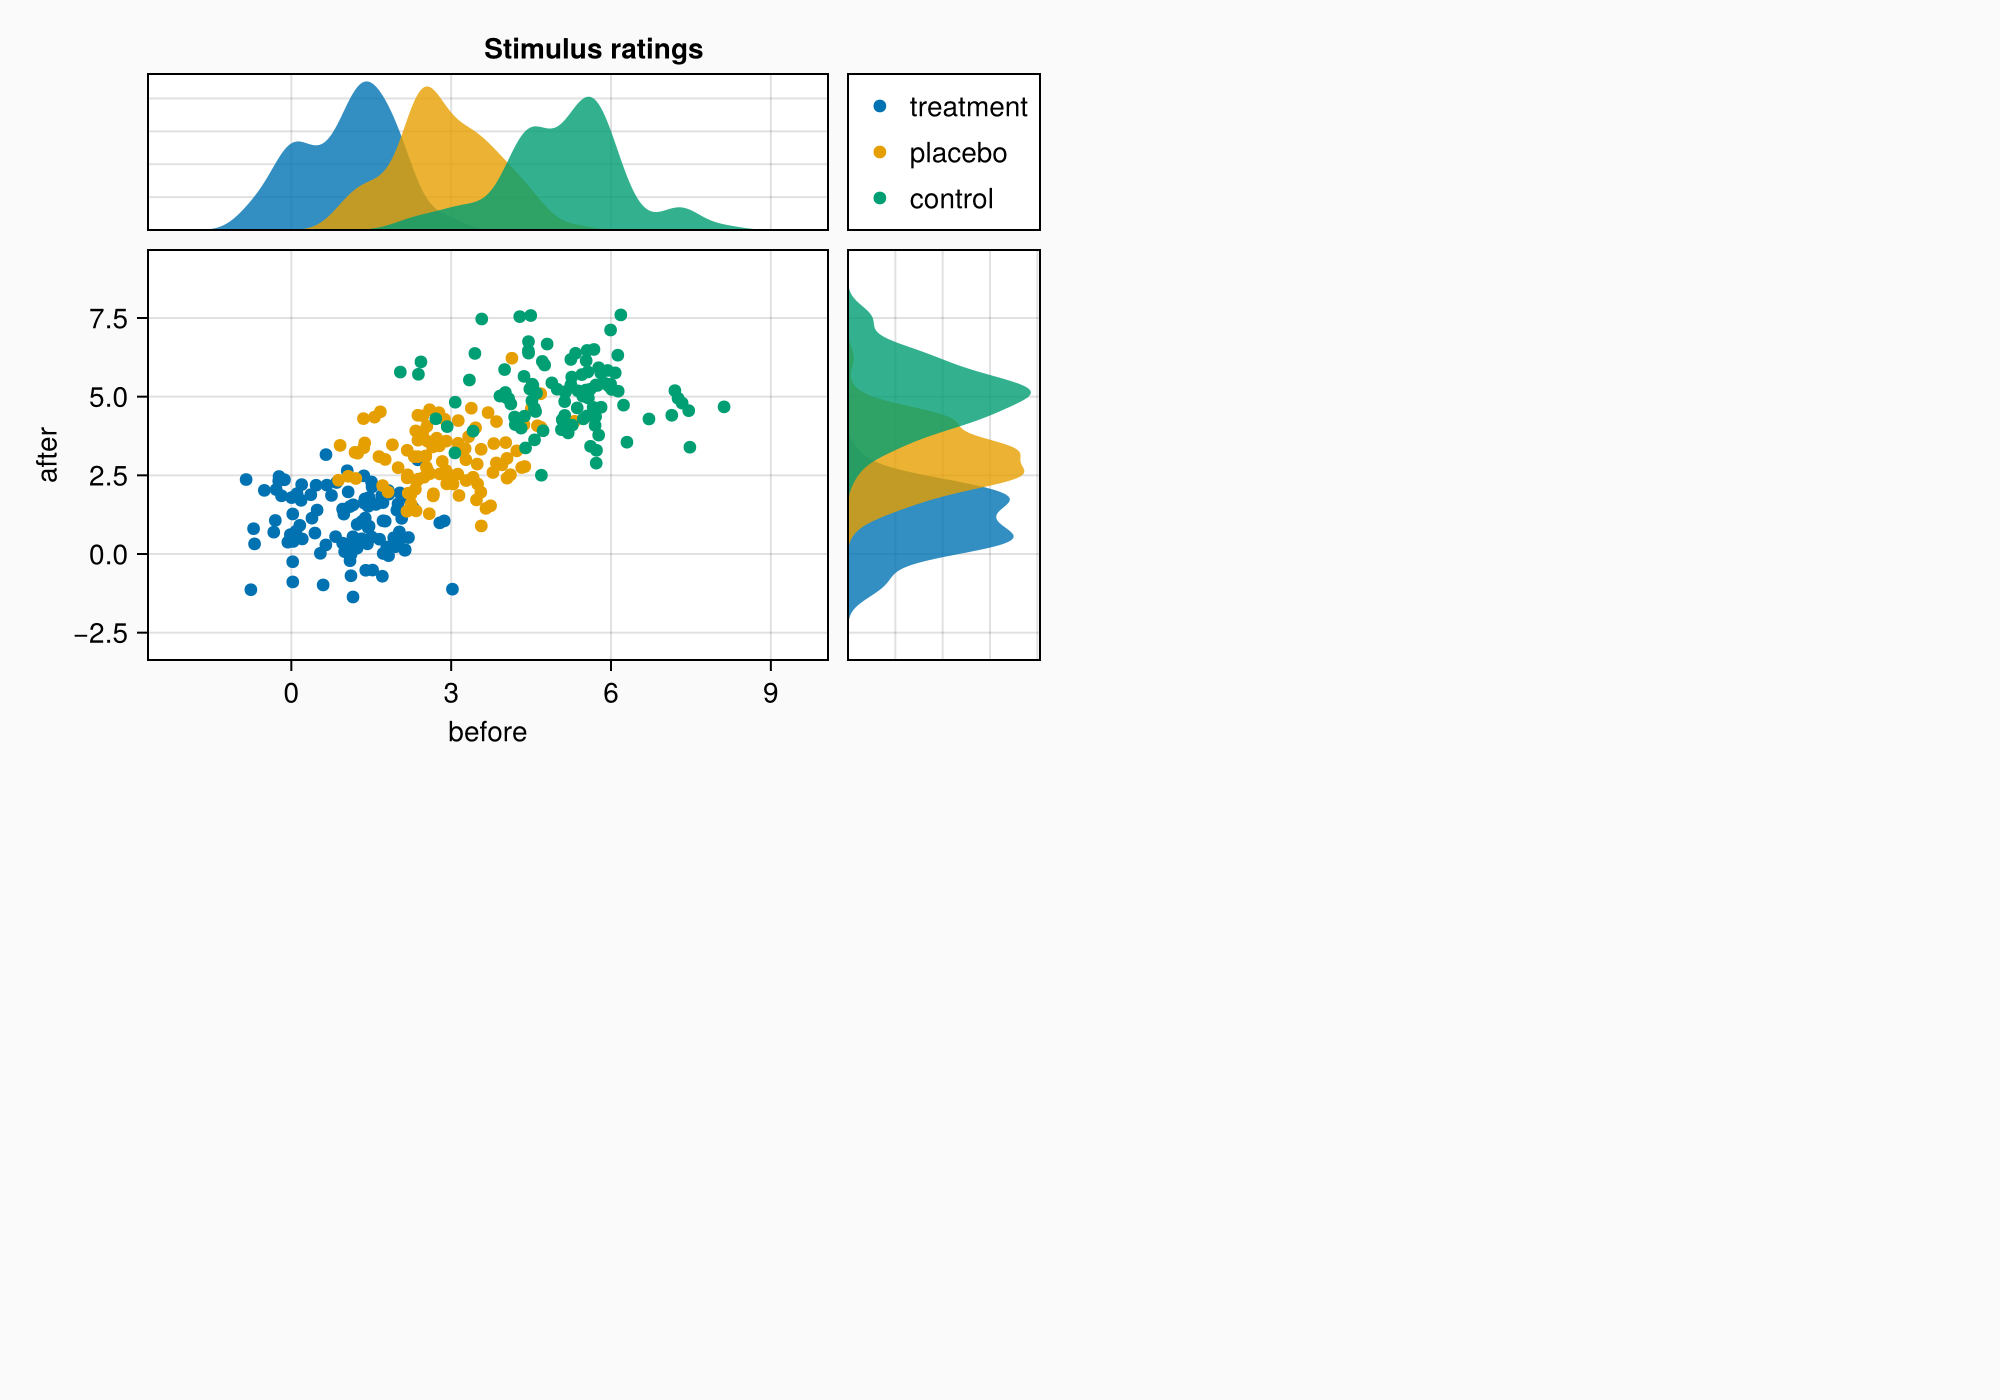 Stimulus ratings
treatment
placebo
control
after
7.5
5.0
2.5
0.0
−2.5
0 3 6 9
before